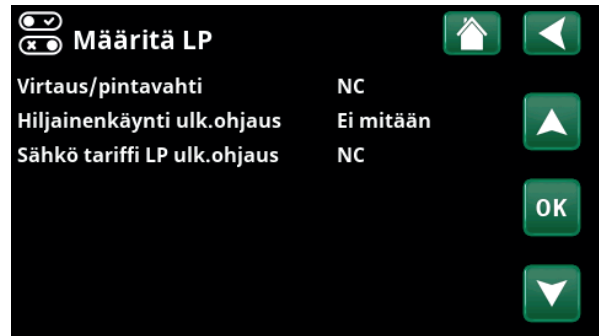 Määritä LP
Virtaus/pintavahti NC
Hiljainenkäynti ulk.ohjaus Ei mitään
Sähkö tariffi LP ulk.ohjaus NC
OK